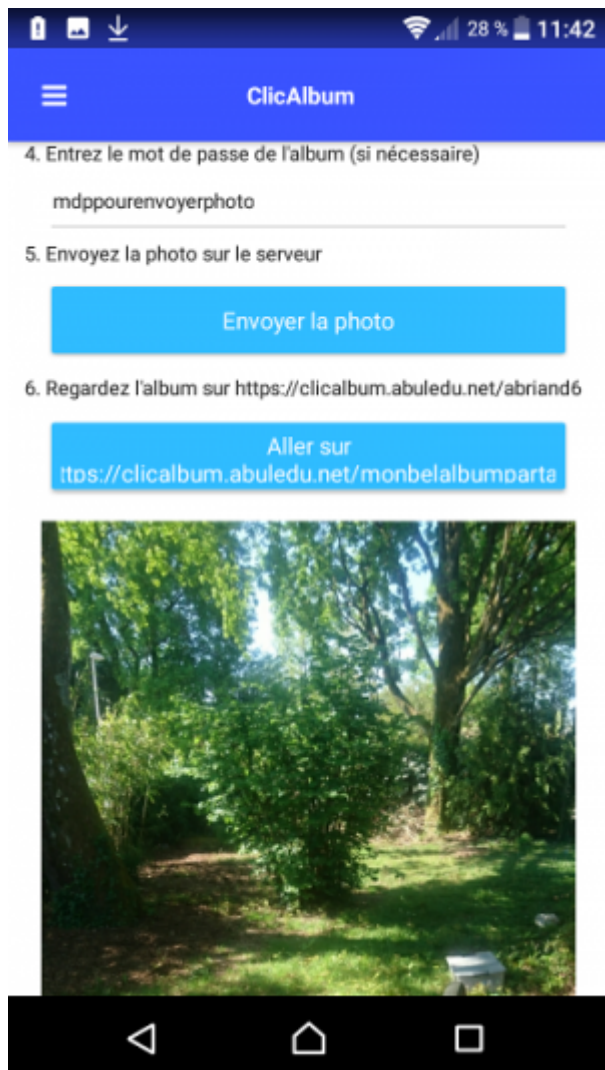 28 % 11:42
ClicAlbum
4. Entrez le mot de passe de l'album (si nécessaire)
mdppourenvoyerphoto
5. Envoyez la photo sur le serveur
Envoyer la photo
6. Regardez l'album sur https://clicalbum.abuledu.net/abriand6
Aller sur
ttps://clicalbum.abuledu.net/monbelalbumparta